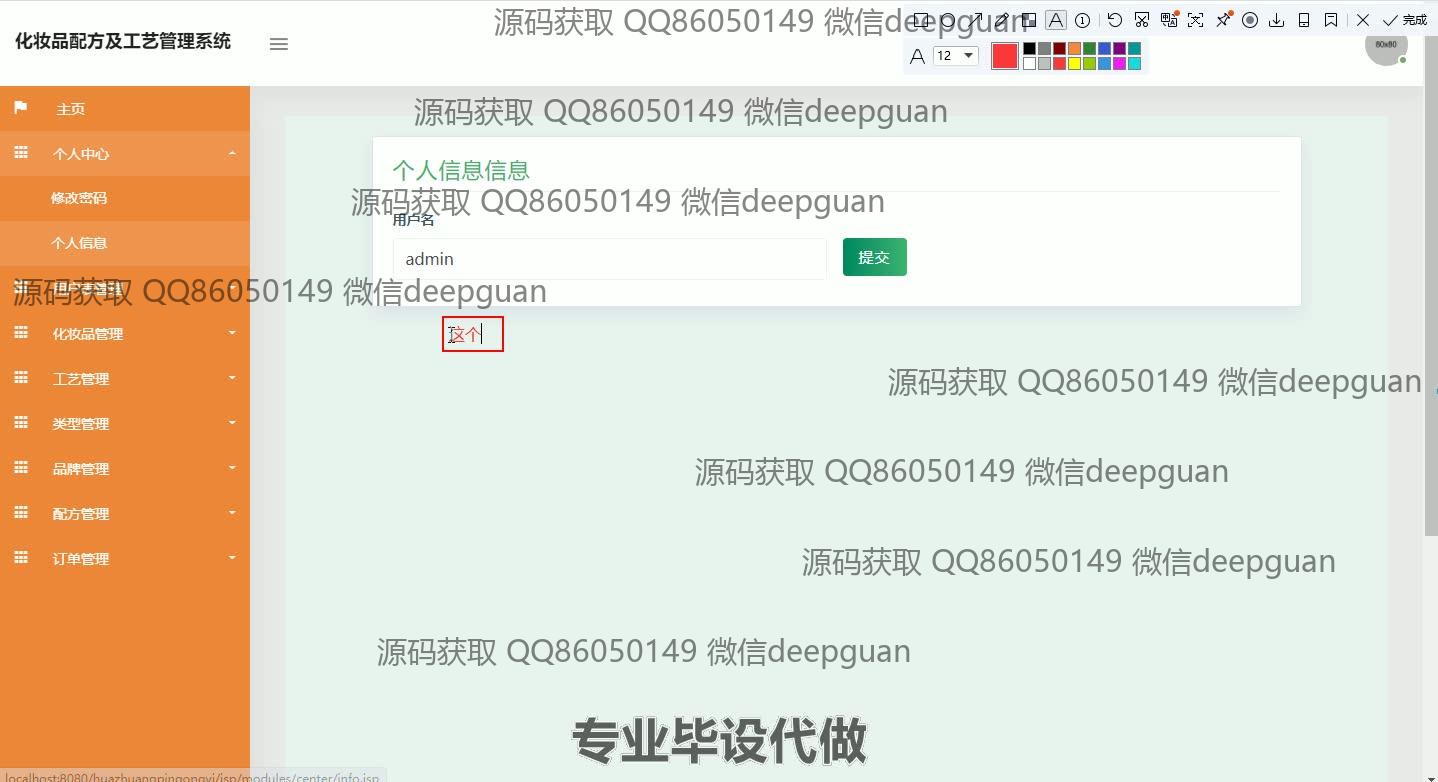 源码获取 QQ86050149 微信deepguan
完成
化妆品配方及工艺管理系统
12
60x60
主页
源码获取 QQ86050149 微信deepguan
个人中心
个人信息信息
修改密码
源码获取 QQ86050149 微信deepguan
用户名
个人信息
admin
提交
源码获取 QQ86050149 微信deepguan
化妆品管理
这个
工艺管理
源码获取 QQ86050149 微信deepguan
类型管理
品牌管理
源码获取 QQ86050149 微信deepguan
配方管理
订单管理
源码获取 QQ86050149 微信deepguan
源码获取 QQ86050149 微信deepguan
专业毕设代做
localhost:8080/huazhuangpingongyi/jsp/modules/center/info.jsp